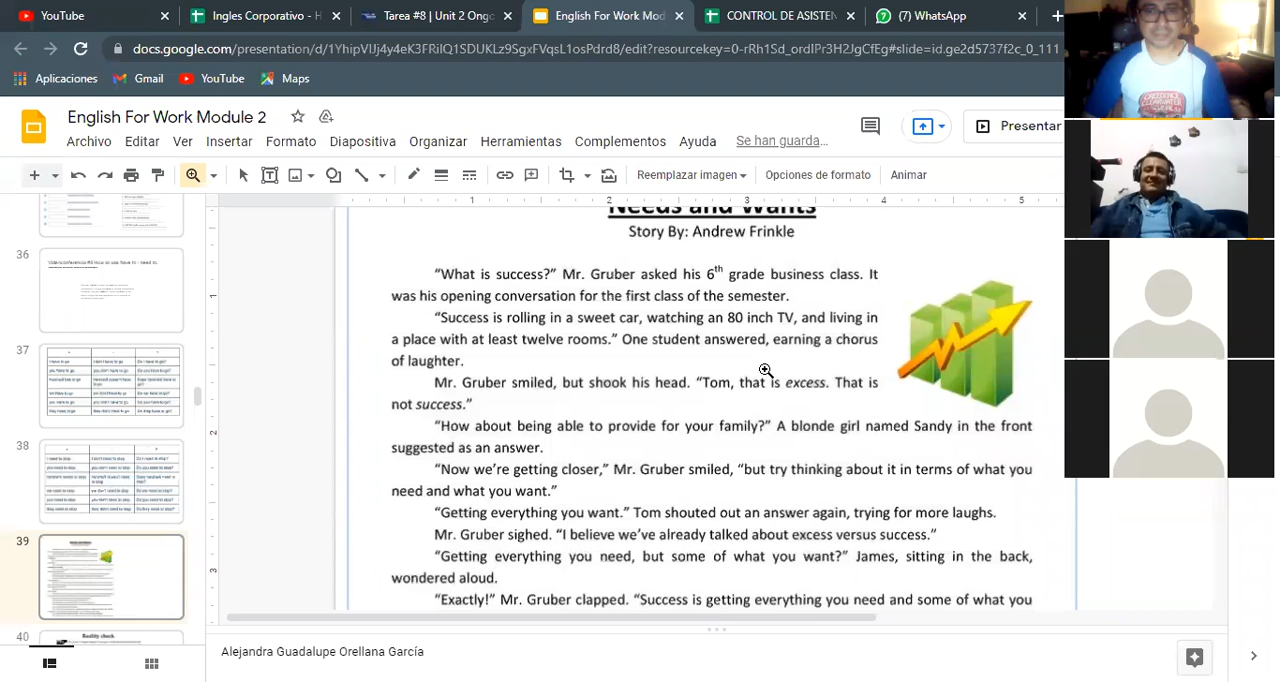 YouTube
Ingles Corporativo - H
Tarea #8 | Unit 2 Ongo
English For Work Mod
CONTROL DE ASISTEN
(7) WhatsApp
docs.google.com/presentation/d/1YhipVlJj4y4eK3FRilQ1SDUKLz9SgxFVqsL1osPdrd8/edit?resourcekey=0-rRh1Sd_ordIPr3H2JgCfEg#slide=id.ge2d5737f2c_0_111
Aplicaciones
Gmail
YouTube
Maps
English For Work Module 2
Archivo Editar Ver Insertar Formato Diapositiva Organizar Herramientas Complementos Ayuda Se han guarda...
Presentar
Reemplazar imagen
Opciones de formato
Animar
1 2 3 4 5
36
37
38
39
40
Reality check
Needs and Wants
Story By: Andrew Frinkle
“What is success?” Mr. Gruber asked his 6th grade business class. It
was his opening conversation for the first class of the semester.
“Success is rolling in a sweet car, watching an 80 inch TV, and living in
a place with at least twelve rooms.” One student answered, earning a chorus
of laughter.
Mr. Gruber smiled, but shook his head. “Tom, that is excess. That is
not success.”
“How about being able to provide for your family?” A blonde girl named Sandy in the front
suggested as an answer.
“Now we’re getting closer,” Mr. Gruber smiled, “but try thinking about it in terms of what you
need and what you want.”
“Getting everything you want.” Tom shouted out an answer again, trying for more laughs.
Mr. Gruber sighed. “I believe we’ve already talked about excess versus success.”
“Getting everything you need, but some of what you want?” James, sitting in the back,
wondered aloud.
“Exactly!” Mr. Gruber clapped. “Success is getting everything you need and some of what you
Alejandra Guadalupe Orellana García